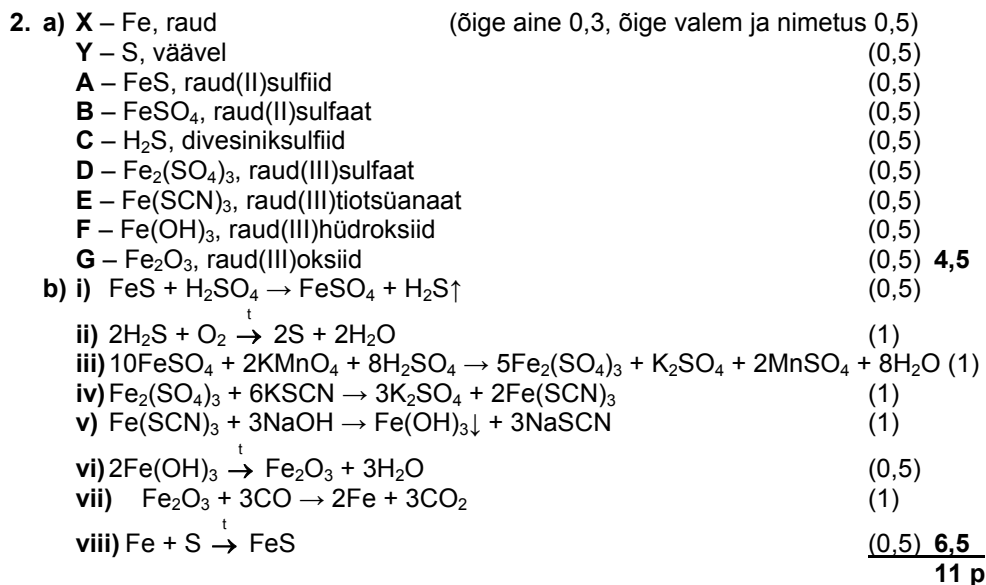 2. a) X – Fe, raud (õige aine 0,3, õige valem ja nimetus 0,5)
Y – S, väävel (0,5)
A – FeS, raud(II)sulfiid (0,5)
B – FeSO₄, raud(II)sulfaat (0,5)
C – H₂S, divesiniksulfiid (0,5)
D – Fe₂(SO₄)₃, raud(III)sulfaat (0,5)
E – Fe(SCN)₃, raud(III)tiotsüanaat (0,5)
F – Fe(OH)₃, raud(III)hüdroksiid (0,5)
G – Fe₂O₃, raud(III)oksiid (0,5) 4,5
b) i) FeS + H₂SO₄ → FeSO₄ + H₂S↑ (0,5)
t
ii) 2H₂S + O₂ → 2S + 2H₂O (1)
iii) 10FeSO₄ + 2KMnO₄ + 8H₂SO₄ → 5Fe₂(SO₄)₃ + K₂SO₄ + 2MnSO₄ + 8H₂O (1)
iv) Fe₂(SO₄)₃ + 6KSCN → 3K₂SO₄ + 2Fe(SCN)₃ (1)
v) Fe(SCN)₃ + 3NaOH → Fe(OH)₃↓ + 3NaSCN (1)
t
vi) 2Fe(OH)₃ → Fe₂O₃ + 3H₂O (0,5)
vii) Fe₂O₃ + 3CO → 2Fe + 3CO₂ (1)
t
viii) Fe + S → FeS (0,5) 6,5
11 p